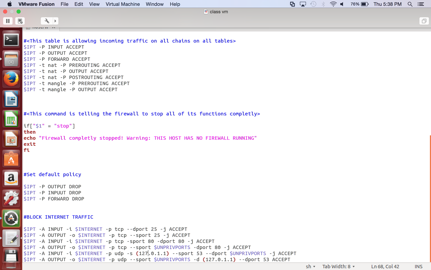 VMware Fusion File Edit View Virtual Machine Window Help 76% Thu 5:38 PM
class vm
#<This table is allowing incoming traffic on all chains on all tables>
$IPT -P INPUT ACCEPT
$IPT -P OUTPUT ACCEPT
$IPT -P FORWARD ACCEPT
$IPT -t nat -P PREROUTING ACCEPT
$IPT -t nat -P OUTPUT ACCEPT
$IPT -t nat -P POSTROUTING ACCEPT
$IPT -t mangle -P PREROUTING ACCEPT
$IPT -t mangle -P OUTPUT ACCEPT
#<This command is telling the firewall to stop all of its functions completly>
if["$1" = "stop"]
then
echo "Firewall completly stopped! Warning: THIS HOST HAS NO FIREWALL RUNNING"
exit
fi
#Set default policy
$IPT -P OUTPUT DROP
$IPT -P INPUUT DROP
$IPT -P FORWARD DROP
#BLOCK INTERNET TRAFFIC
$IPT -A INPUT -i $INTERNET -p tcp --dport 25 -j ACCEPT
$IPT -A OUTPUT -o $INTERNET -p tcp --sport 25 -j ACCEPT
$IPT -A INPUT -i $INTERNET -p tcp -sport 80 -dport 80 -j ACCEPT
$IPT -A OUTPUT -o $INTERNET -p tcp -sport $UNPRIVPORTS -dport 80 -j ACCEPT
$IPT -A INPUT -i $INTERNET -p udp -s {127.0.1.1} --sport 53 --dport $UNPRIVPORTS -j ACCEPT
$IPT -A OUTPUT -o $INTERNET -p udp --sport $UNPRIVPORTS -d {127.0.1.1} --dport 53 ACCEPT
sh Tab Width: 8 Ln 68, Col 42 INS